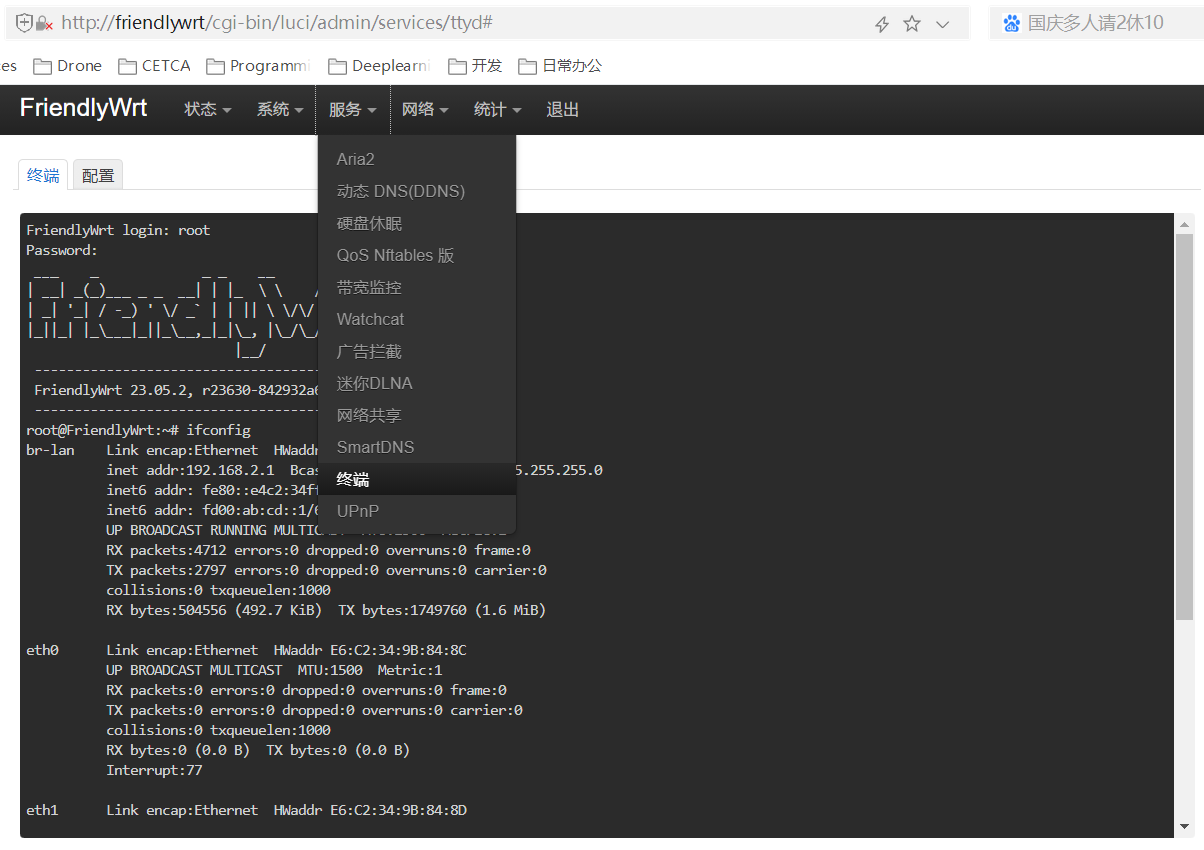 http://friendlywrt/cgi-bin/luci/admin/services/ttyd#
国庆多人请2休10
es Drone CETCA Programmi Deeplearni 开发 日常办公
FriendlyWrt 状态 系统 服务 网络 统计 退出
终端 配置
Aria2
动态 DNS(DDNS)
硬盘休眠
QoS Nftables 版
带宽监控
Watchcat
广告拦截
迷你DLNA
网络共享
SmartDNS
终端
UPnP
FriendlyWrt login: root
Password:
FriendlyW
FriendlyWrt 23.05.2, r23630-842932a
root@FriendlyWrt:~# ifconfig
br-lan Link encap:Ethernet HWaddr
inet addr:192.168.2.1 Bcas 5.255.255.0
inet6 addr: fe80::e4c2:34f
inet6 addr: fd00:ab:cd::1/6
UP BROADCAST RUNNING MULTIC
RX packets:4712 errors:0 dropped:0 overruns:0 frame:0
TX packets:2797 errors:0 dropped:0 overruns:0 carrier:0
collisions:0 txqueuelen:1000
RX bytes:504556 (492.7 KiB) TX bytes:1749760 (1.6 MiB)
eth0 Link encap:Ethernet HWaddr E6:C2:34:9B:84:8C
UP BROADCAST MULTICAST MTU:1500 Metric:1
RX packets:0 errors:0 dropped:0 overruns:0 frame:0
TX packets:0 errors:0 dropped:0 overruns:0 carrier:0
collisions:0 txqueuelen:1000
RX bytes:0 (0.0 B) TX bytes:0 (0.0 B)
Interrupt:77
eth1 Link encap:Ethernet HWaddr E6:C2:34:9B:84:8D